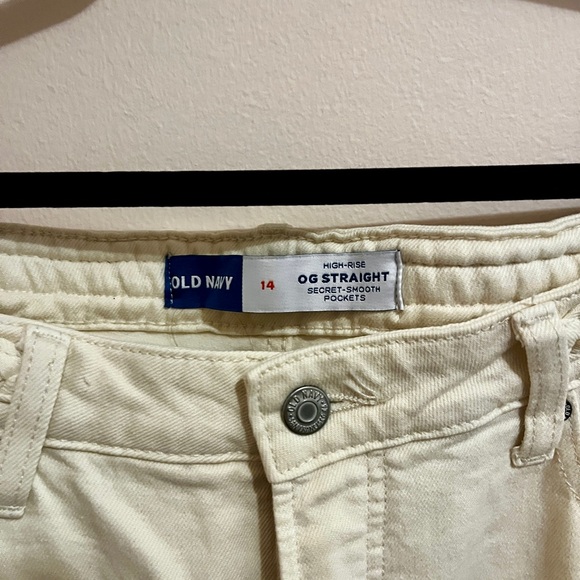 OLD NAVY
14
HIGH-RISE
OG STRAIGHT
SECRET-SMOOTH
POCKETS
OLD NAVY